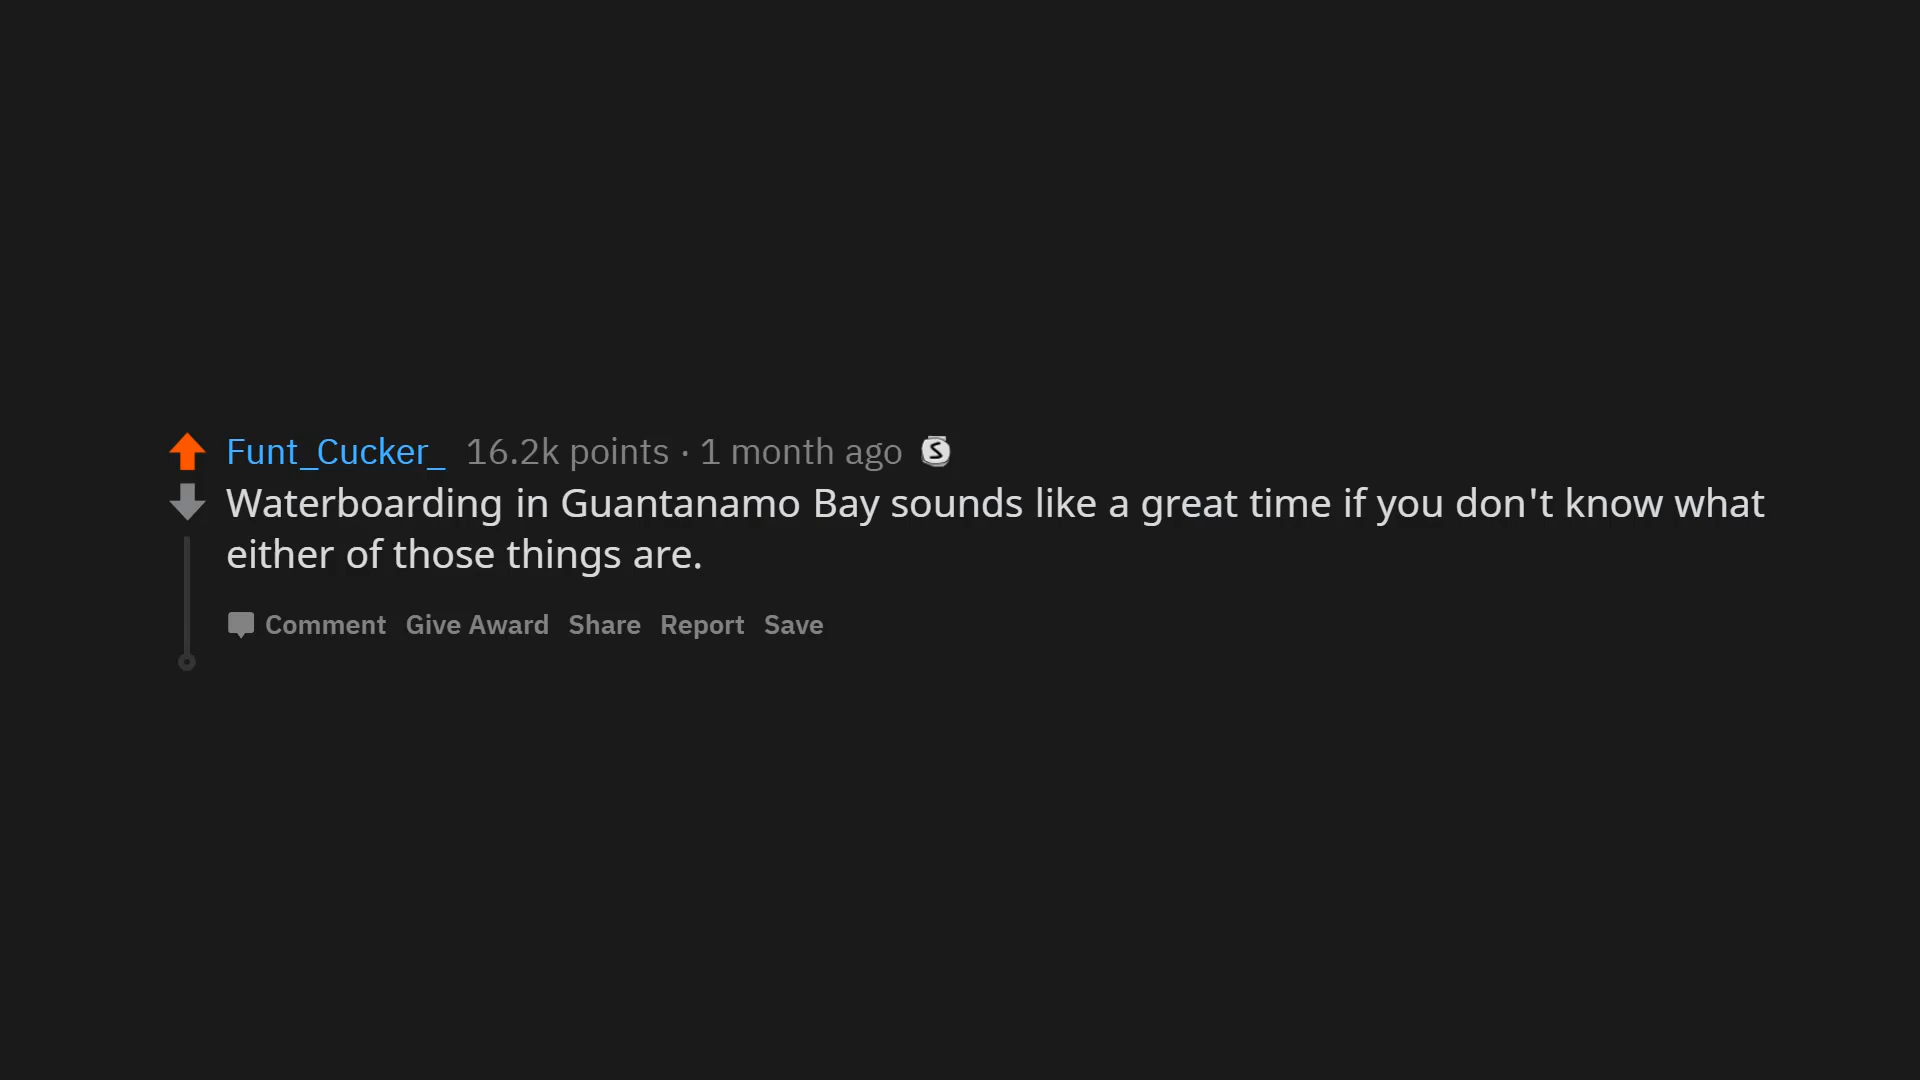 Funt_Cucker_ 16.2k points · 1 month ago S
Waterboarding in Guantanamo Bay sounds like a great time if you don't know what
either of those things are.
Comment Give Award Share Report Save